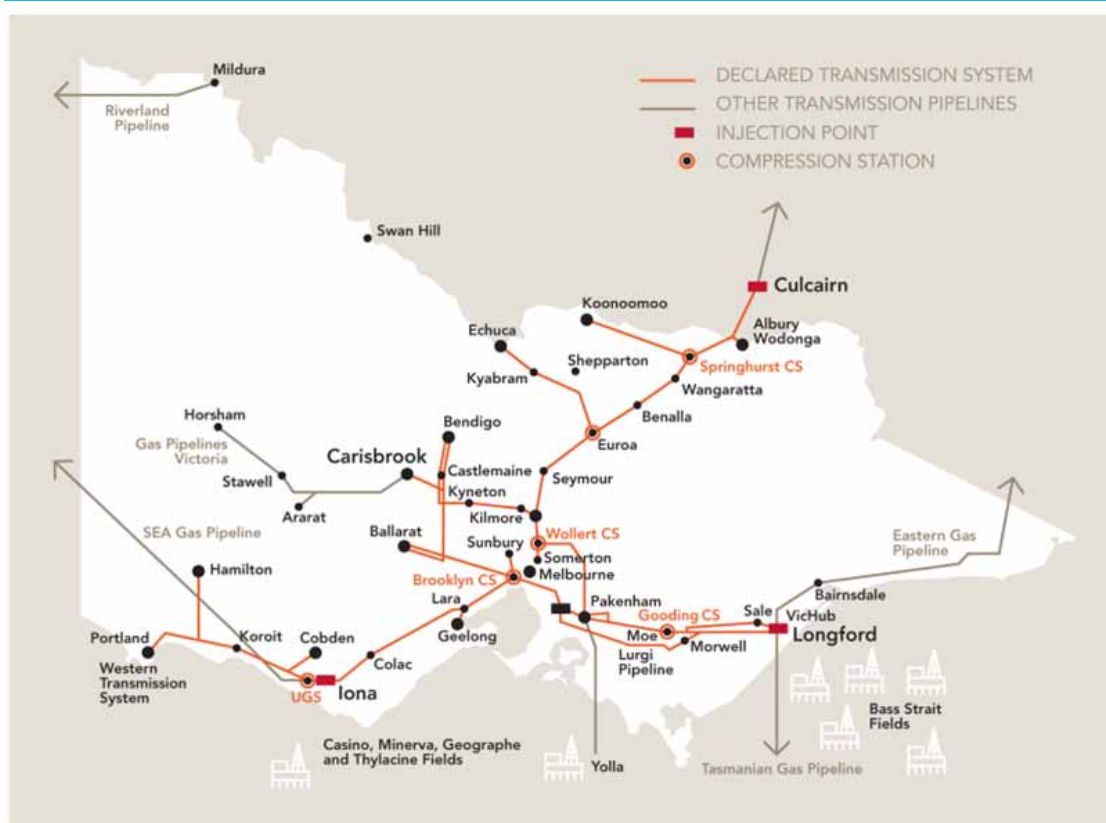 Mildura
Riverland
Pipeline
DECLARED TRANSMISSION SYSTEM
OTHER TRANSMISSION PIPELINES
INJECTION POINT
COMPRESSION STATION
Swan Hill
Culcairn
Koonoomoo
Albury
Wodonga
Echuca
Shepparton
Springhurst CS
Kyabram
Wangaratta
Benalla
Euroa
Horsham
Bendigo
Gas Pipelines
Victoria
Carisbrook
Stawell
Castlemaine
Seymour
Ararat
Kyneton
Kilmore
SEA Gas Pipeline
Ballarat
Sunbury
Wollert CS
Somerton
Melbourne
Eastern Gas
Pipeline
Hamilton
Brooklyn CS
Bairnsdale
Lara
Geelong
Pakenham
Gooding CS
Sale
VicHub
Longford
Moe
Morwell
Lurgi
Pipeline
Portland
Koroit
Cobden
Colac
Western
Transmission
System
UGS
Iona
Casino, Minerva, Geographe
and Thylacine Fields
Yolla
Bass Strait
Fields
Tasmanian Gas Pipeline